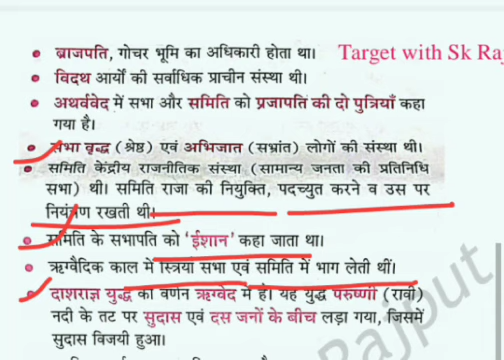 • ब्राजपति, गोचर भूमि का अधिकारी होता था।
Target with Sk Raj
• विदथ आर्यों की सर्वाधिक प्राचीन संस्था थी।
• अथर्ववेद में सभा और समिति को प्रजापति की दो पुत्रियाँ कहा
गया है।
• सभा वृद्ध (श्रेष्ठ) एवं अभिजात (सभ्रांत) लोगों की संस्था थी।
• समिति केंद्रीय राजनीतिक संस्था (सामान्य जनता की प्रतिनिधि
सभा) थी। समिति राजा की नियुक्ति, पदच्युत करने व उस पर
नियंत्रण रखती थी।
• समिति के सभापति को 'ईशान' कहा जाता था।
• ऋग्वैदिक काल में स्त्रियाँ सभा एवं समिति में भाग लेती थीं।
• दाशराज्ञ युद्ध का वर्णन ऋग्वेद में है। यह युद्ध परुष्णी (रावी)
नदी के तट पर सुदास एवं दस जनों के बीच लड़ा गया, जिसमें
सुदास विजयी हुआ।
Rajput